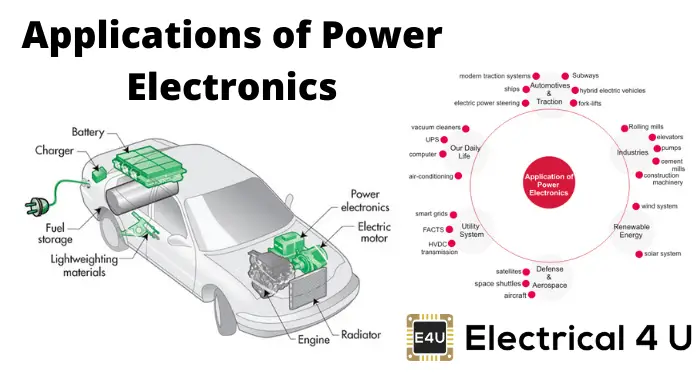 Applications of Power
Electronics
Battery
Charger
Fuel
storage
Lightweighting
materials
Power
electronics
Electric
motor
Engine
Radiator
modern traction systems
Subways
ships
Automotives
&
Traction
hybrid electric vehicles
electric power steering
fork-lifts
vacuum cleaners
UPS
computer
Our Daily
Life
air-conditioning
Rolling mills
elevators
Industries
pumps
cement
mills
construction
machinery
Application of
Power
Electronics
smart grids
FACTS
HVDC
transmission
Utility
System
wind system
Renewable
Energy
solar system
satellites
space shuttles
aircraft
Defense
& Aerospace
E4U
Electrical 4 U